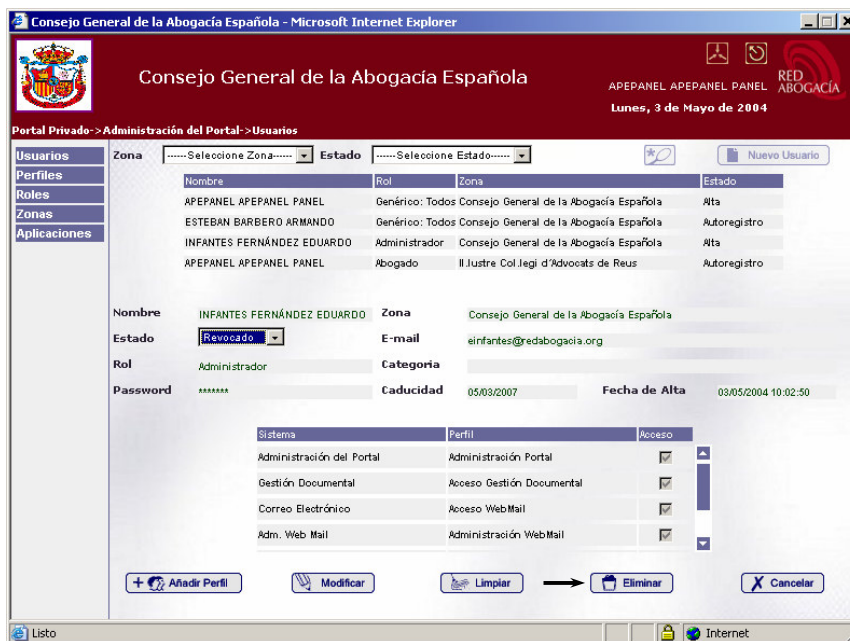 Consejo General de la Abogacía Española - Microsoft Internet Explorer
Consejo General de la Abogacía Española
APEPANEL APEPANEL PANEL
RED
ABOGACÍA
Lunes, 3 de Mayo de 2004
Portal Privado->Administración del Portal->Usuarios
Usuarios
Perfiles
Roles
Zonas
Aplicaciones
Zona ------Seleccione Zona------ Estado ------Seleccione Estado------ Nuevo Usuario
Nombre Rol Zona Estado
APEPANEL APEPANEL PANEL Genérico: Todos Consejo General de la Abogacía Española Alta
ESTEBAN BARBERO ARMANDO Genérico: Todos Consejo General de la Abogacía Española Autoregistro
INFANTES FERNÁNDEZ EDUARDO Administrador Consejo General de la Abogacía Española Alta
APEPANEL APEPANEL PANEL Abogado Il.lustre Col.legi d'Advocats de Reus Autoregistro
Nombre INFANTES FERNÁNDEZ EDUARDO Zona Consejo General de la Abogacía Española
Estado Revocado E-mail einfantes@redabogacia.org
Rol Administrador Categoria
Password ******* Caducidad 05/03/2007 Fecha de Alta 03/05/2004 10:02:50
Sistema Perfil Acceso
Administración del Portal Administración Portal
Gestión Documental Acceso Gestión Documental
Correo Electrónico Acceso WebMail
Adm. Web Mail Administración WebMail
Añadir Perfil Modificar Limpiar Eliminar Cancelar
Listo Internet